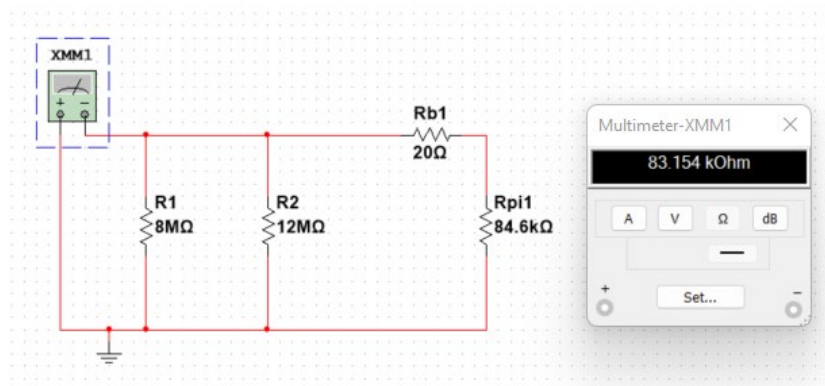 XMM1
Rb1
20Ω
R1
8MΩ
R2
12MΩ
Rpi1
84.6kΩ
Multimeter-XMM1
83.154 kOhm
A V Ω dB
Set...